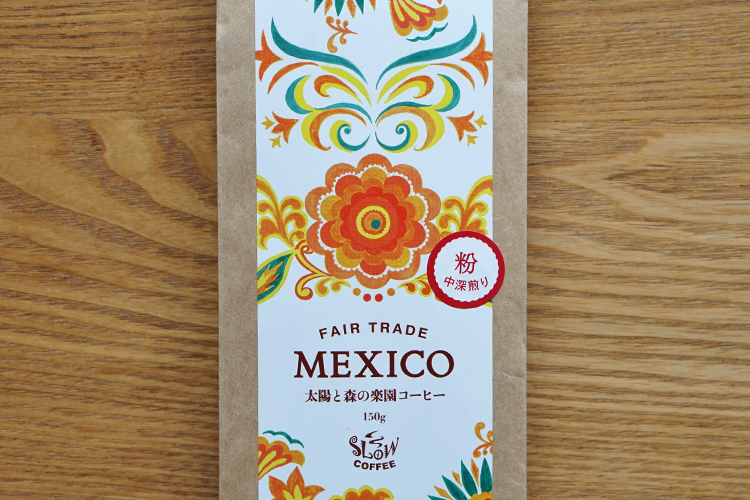 粉
中深煎り
FAIR TRADE
MEXICO
太陽と森の楽園コーヒー
150g
SLOW
COFFEE